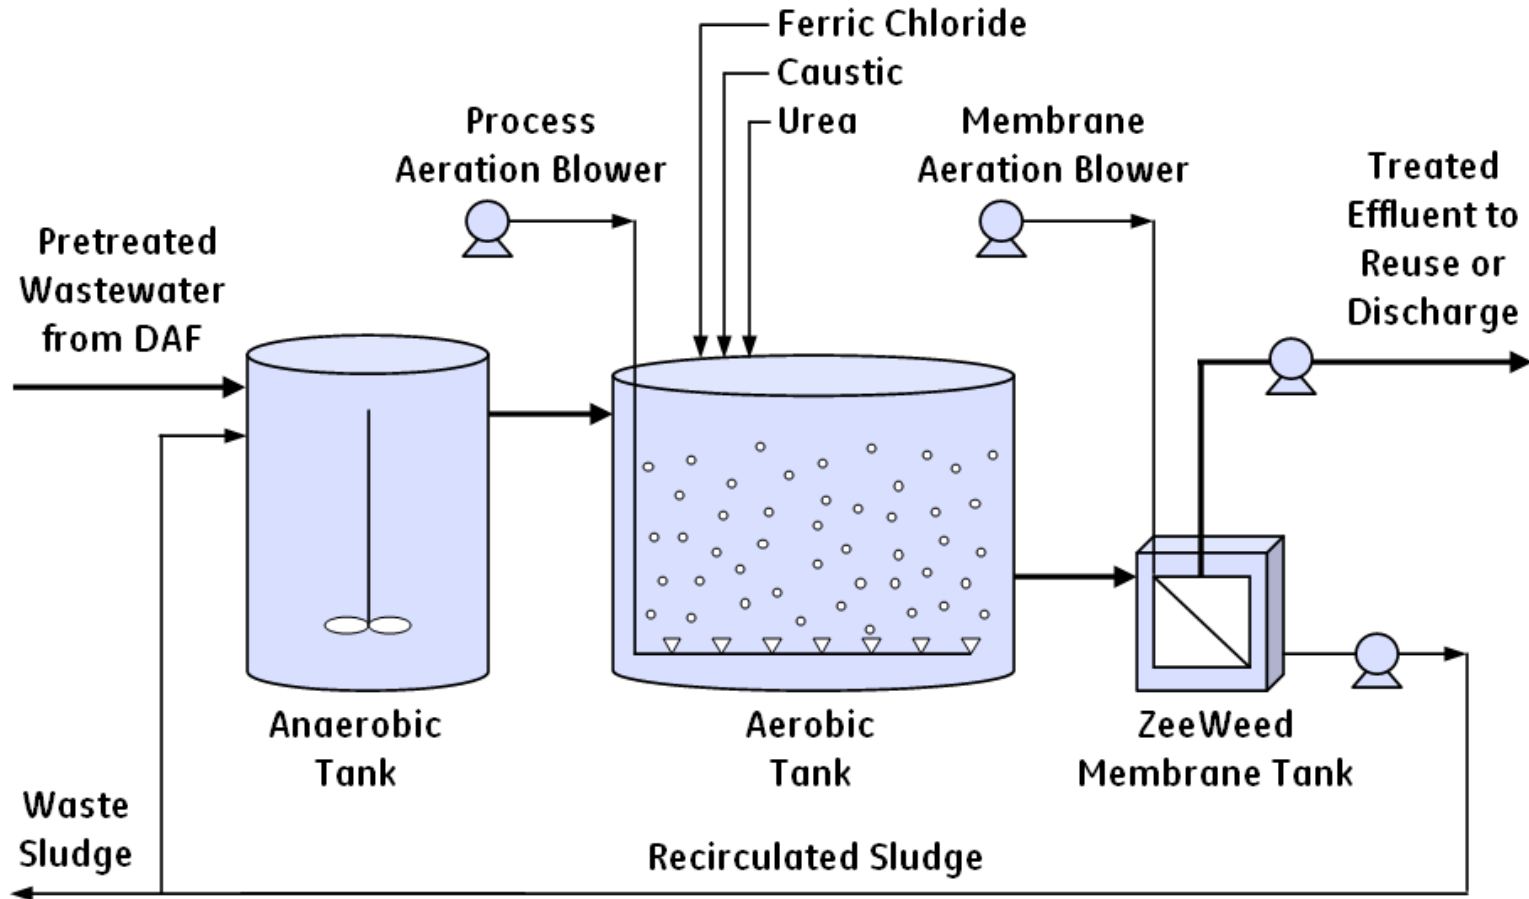 Ferric Chloride
Caustic
Urea
Process
Aeration Blower
Membrane
Aeration Blower
Treated
Effluent to
Reuse or
Discharge
Pretreated
Wastewater
from DAF
Anaerobic
Tank
Aerobic
Tank
ZeeWeed
Membrane Tank
Waste
Sludge
Recirculated Sludge